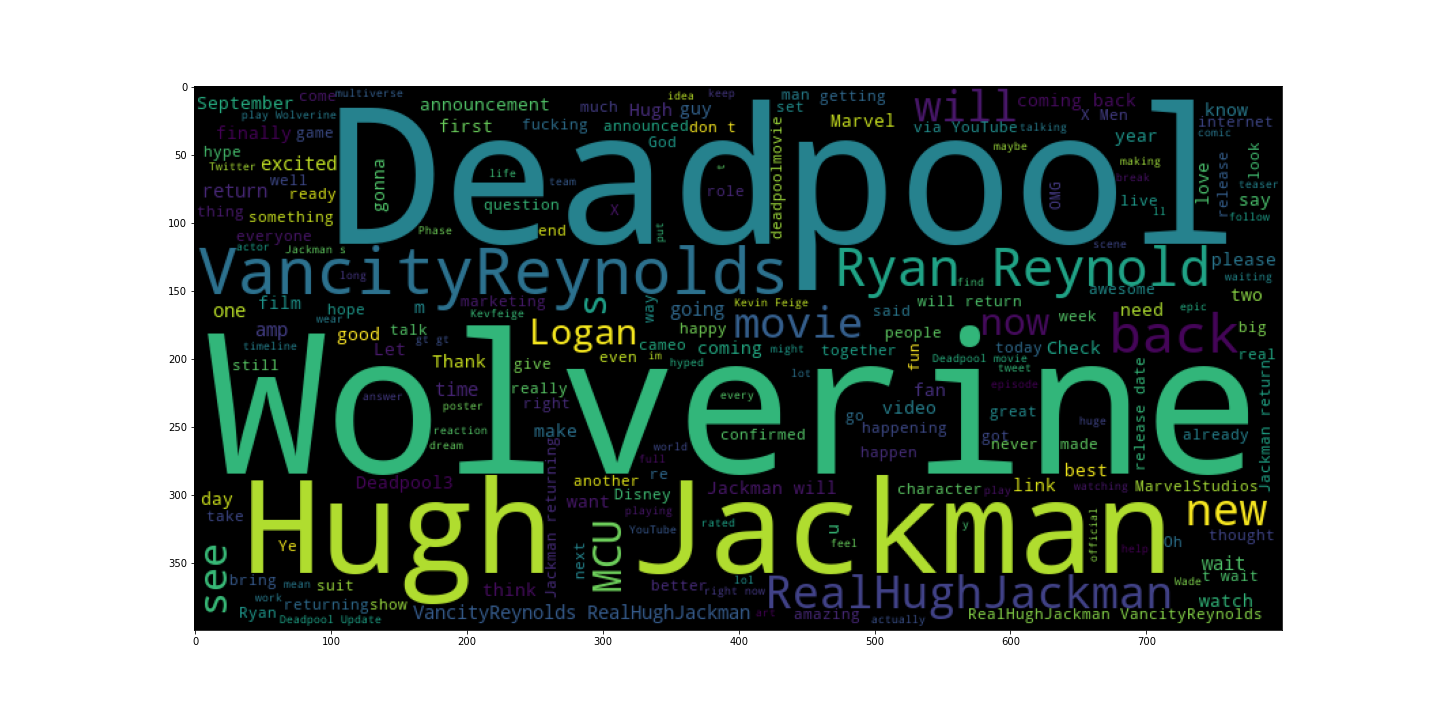 0
50
100
150
200
250
300
350
0 100 200 300 400 500 600 700
September come multiverse announcement much Hugh guy idea keep man getting set will coming back know
play Wolverine finally game first fucking announced don t Marvel via YouTube talking X Men internet
Deadpool
hype Twitter excited God deadpoolmovie maybe year comic look
return well ready gonna life team t role OMG making break love release teaser say
thing something question X live ll follow
everyone Phase end put scene
actor Jackman s
VancityReynolds long Ryan Reynold find please waiting
one film hope m marketing s way going Kevin Feige said will return awesome week need two epic
wear Kevfeige
amp good talk Logan happy movie people now back big
timeline Let gt gt cameo coming might together fun today Check real
still Thank give even im hyped Deadpool movie tweet
Wolverine
answer time really lot every fan episode release date Jackman return
poster right go video great huge
reaction make confirmed happening got never made already
dream world happen
full best
Deadpool3 another re Jackman will character play link watching MarvelStudios
day Jackman returning want Disney new
Hugh Jackman
take playing YouTube rated u y official thought
Ye MCU feel help Oh
see next wait
bring mean suit think better right now lol RealHughJackman Wade t wait
work returning show watch
Ryan Deadpool Update VancityReynolds RealHughJackman art amazing actually RealHughJackman VancityReynolds